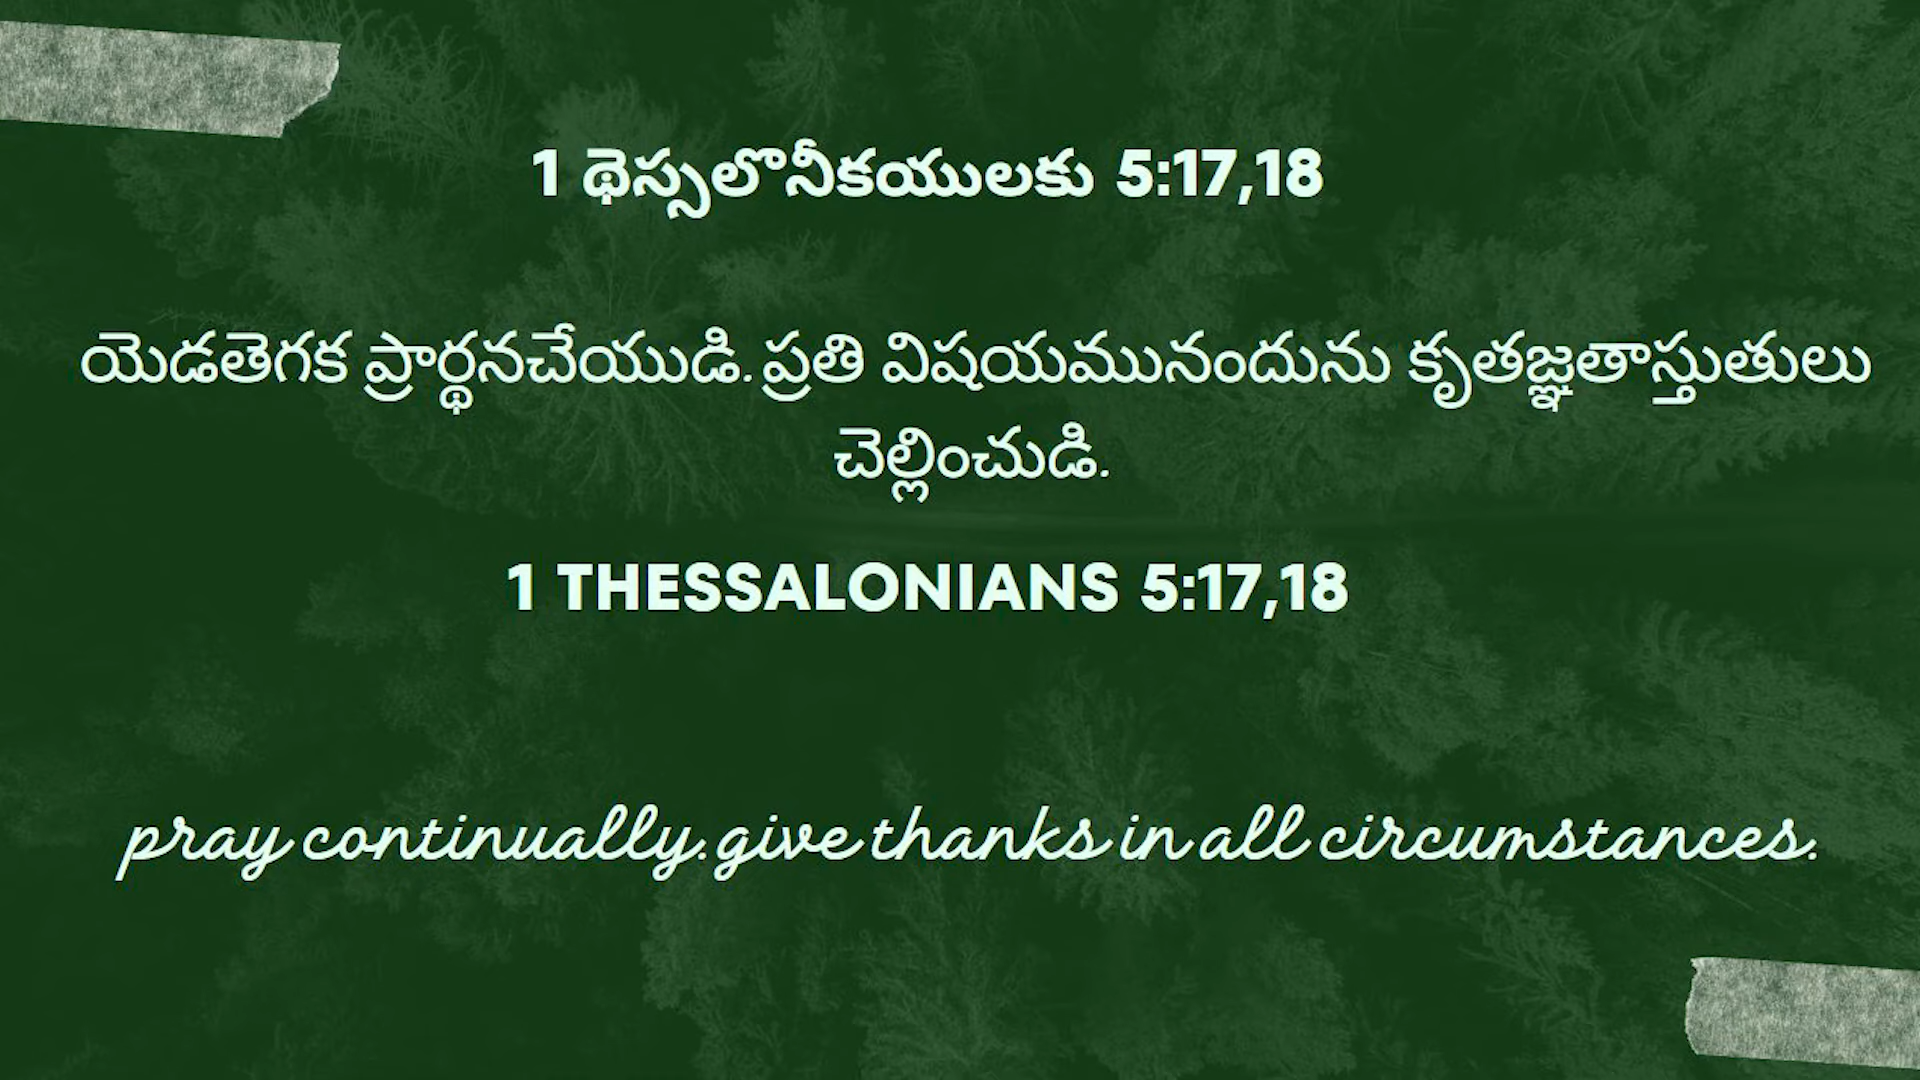 1 థెస్సలొనీకయులకు 5:17,18
యెడతెగక ప్రార్థనచేయుడి. ప్రతి విషయమునందును కృతజ్ఞతాస్తుతులు
చెల్లించుడి.
1 THESSALONIANS 5:17,18
pray continually. give thanks in all circumstances.